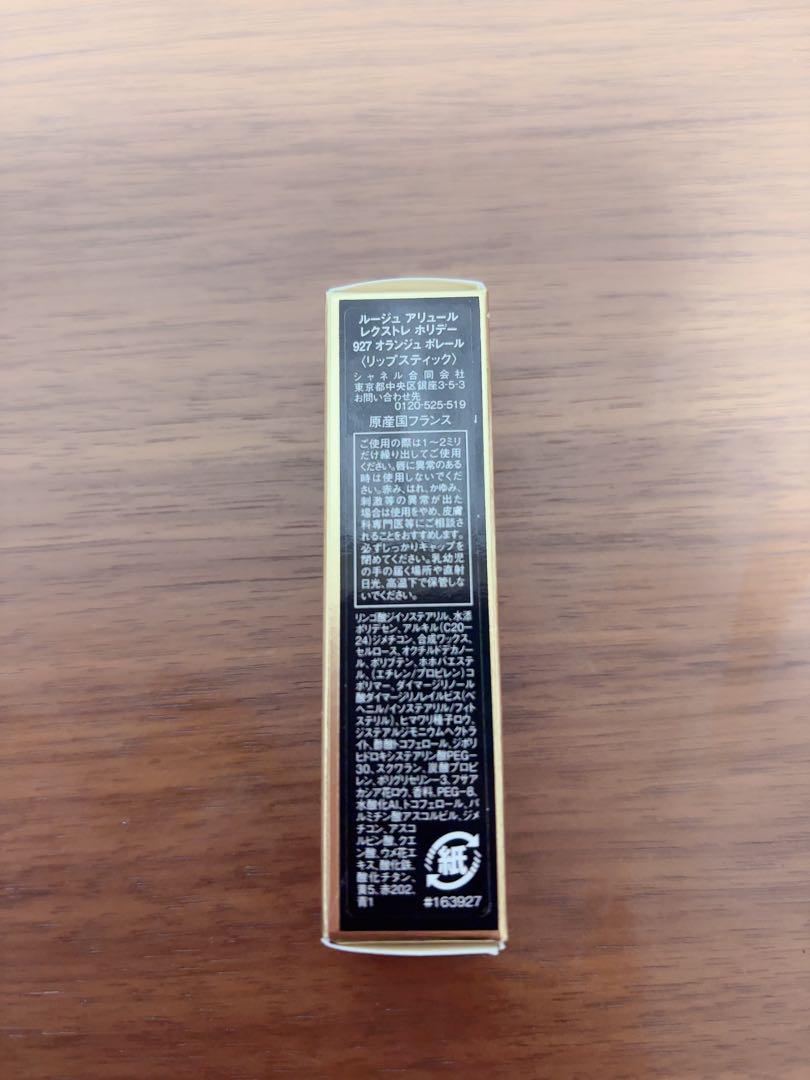 ルージュ アリュール
レクストレ ホリデー
927 オランジュ ボレール
〈リップスティック〉
シャネル合同会社
東京都中央区銀座3-5-3
お問い合わせ先
0120-525-519
原産国フランス
ご使用の際は1〜2ミリ
だけ繰り出してご使用
ください。唇に異常のある
時は使用しないでくだ
さい。赤み、はれ、かゆみ、
刺激等の異常が出た
場合は使用をやめ、皮膚
科専門医等にご相談さ
れることをおすすめします。
必ずしっかりキャップを
閉めてください。乳幼児
の手の届く場所や直射
日光、高温下で保管しな
いでください。
リンゴ酸ジイソステアリル、水添
ポリデセン、アルキル(C20-
24)ジメチコン、合成ワックス、
セルロース、オクチルドデカノー
ル、ポリブテン、ホホバエステ
ル、(エチレン/プロピレン)コ
ポリマー、ダイマージリノール
酸ダイマージリノレイルビス(ベ
ヘニル/イソステアリル/フィト
ステリル)、ヒマワリ種子ロウ、
ジステアルジモニウムヘクトラ
イト、酢酸トコフェロール、ジポリ
ヒドロキシステアリン酸PEG-
30、スクワラン、炭酸プロピ
レン、ポリグリセリン-3、フサア
カシア花ロウ、香料、PEG-8、
水酸化Al、トコフェロール、パ
ルミチン酸アスコルビル、ジメ
チコン、アスコ
ルビン酸、クエ
ン酸、ウメ花エ
キス、酸化鉄、
酸化チタン、
黄5、赤202、
青1
紙
#163927